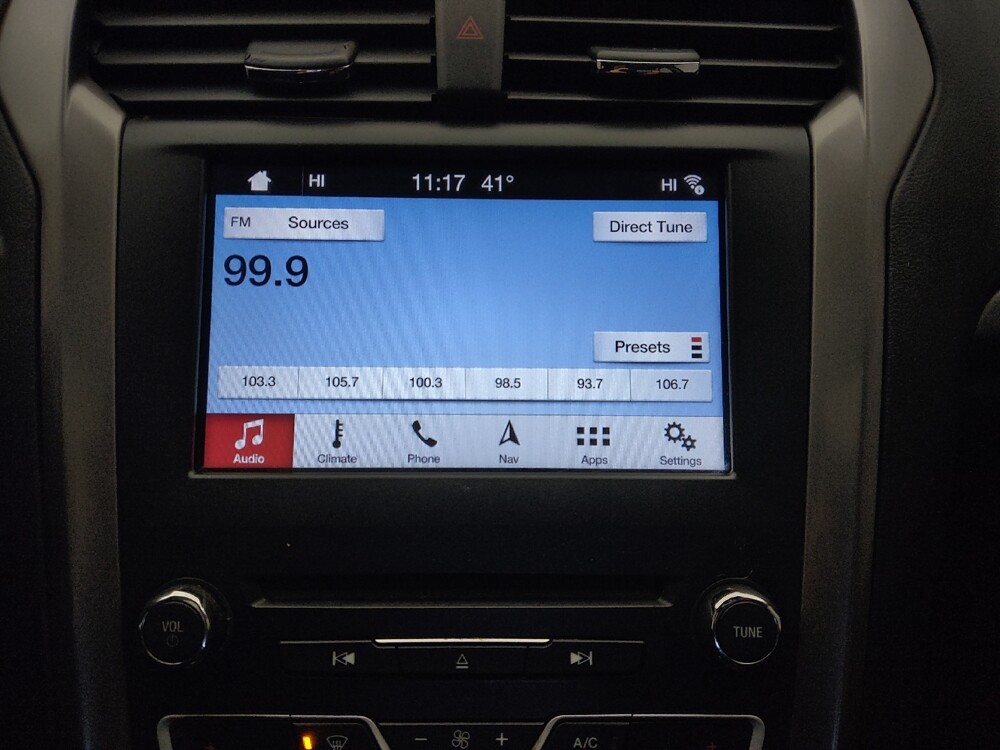 HI 11:17 41° HI
FM Sources Direct Tune
99.9
Presets
103.3 105.7 100.3 98.5 93.7 106.7
Audio Climate Phone Nav Apps Settings
VOL TUNE
- + A/C